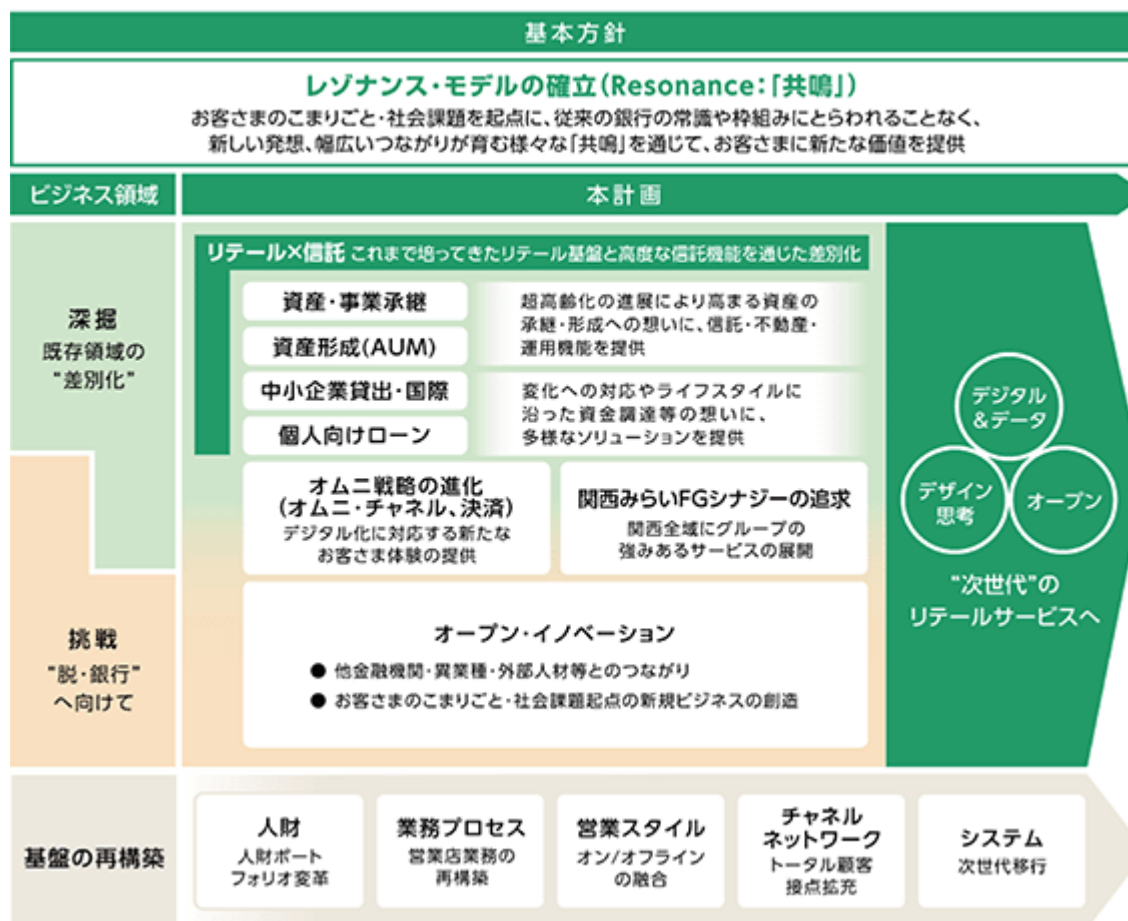 基本方針
レゾナンス・モデルの確立(Resonance:「共鳴」)
お客さまのこまりごと・社会課題を起点に、従来の銀行の常識や枠組みにとらわれることなく、
新しい発想、幅広いつながりが育む様々な「共鳴」を通じて、お客さまに新たな価値を提供
ビジネス領域
本計画
深掘
既存領域の
"差別化"
リテール×信託 これまで培ってきたリテール基盤と高度な信託機能を通じた差別化
資産・事業承継
資産形成(AUM)
超高齢化の進展により高まる資産の
承継・形成への想いに、信託・不動産・
運用機能を提供
中小企業貸出・国際
個人向けローン
変化への対応やライフスタイルに
沿った資金調達等の想いに、
多様なソリューションを提供
オムニ戦略の進化
(オムニ・チャネル、決済)
デジタル化に対応する新たな
お客さま体験の提供
関西みらいFGシナジーの追求
関西全域にグループの
強みあるサービスの展開
挑戦
"脱・銀行"
へ向けて
オープン・イノベーション
● 他金融機関・異業種・外部人材等とのつながり
● お客さまのこまりごと・社会課題起点の新規ビジネスの創造
デジタル
&データ
デザイン
思考
オープン
"次世代"の
リテールサービスへ
基盤の再構築
人財
人財ポート
フォリオ変革
業務プロセス
営業店業務の
再構築
営業スタイル
オン/オフライン
の融合
チャネル
ネットワーク
トータル顧客
接点拡充
システム
次世代移行